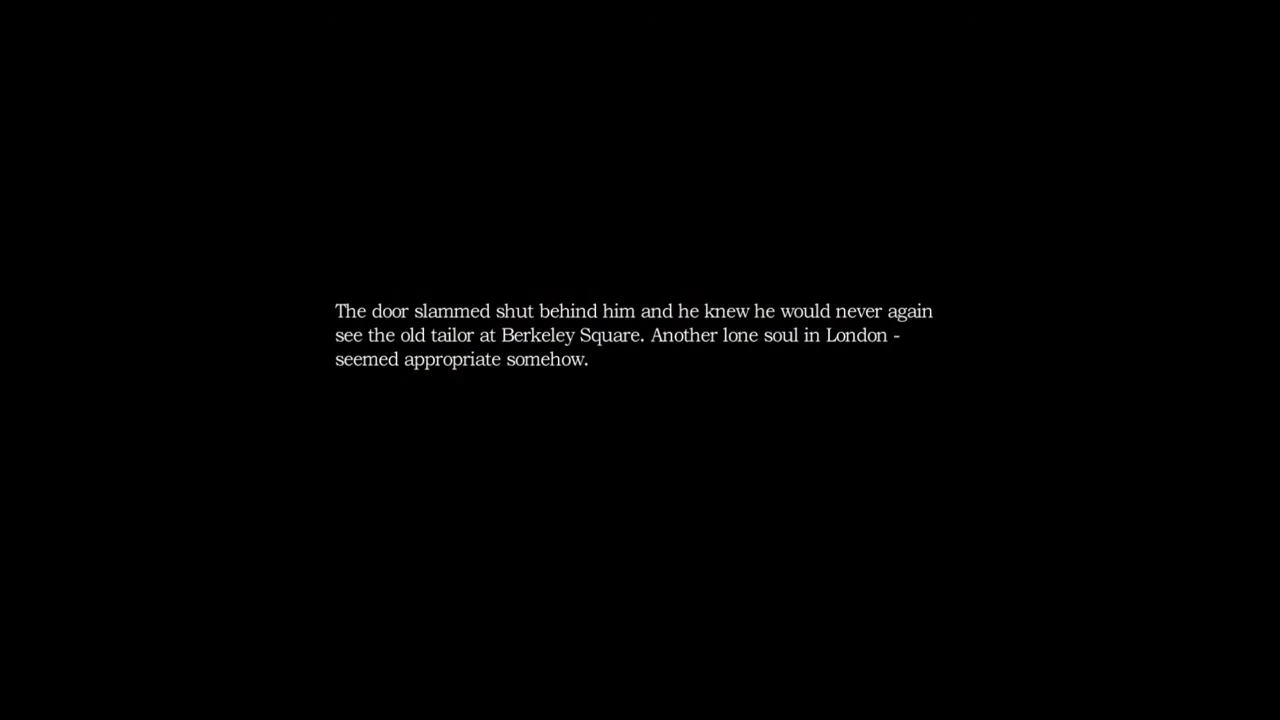 The door slammed shut behind him and he knew he would never again
see the old tailor at Berkeley Square. Another lone soul in London -
seemed appropriate somehow.